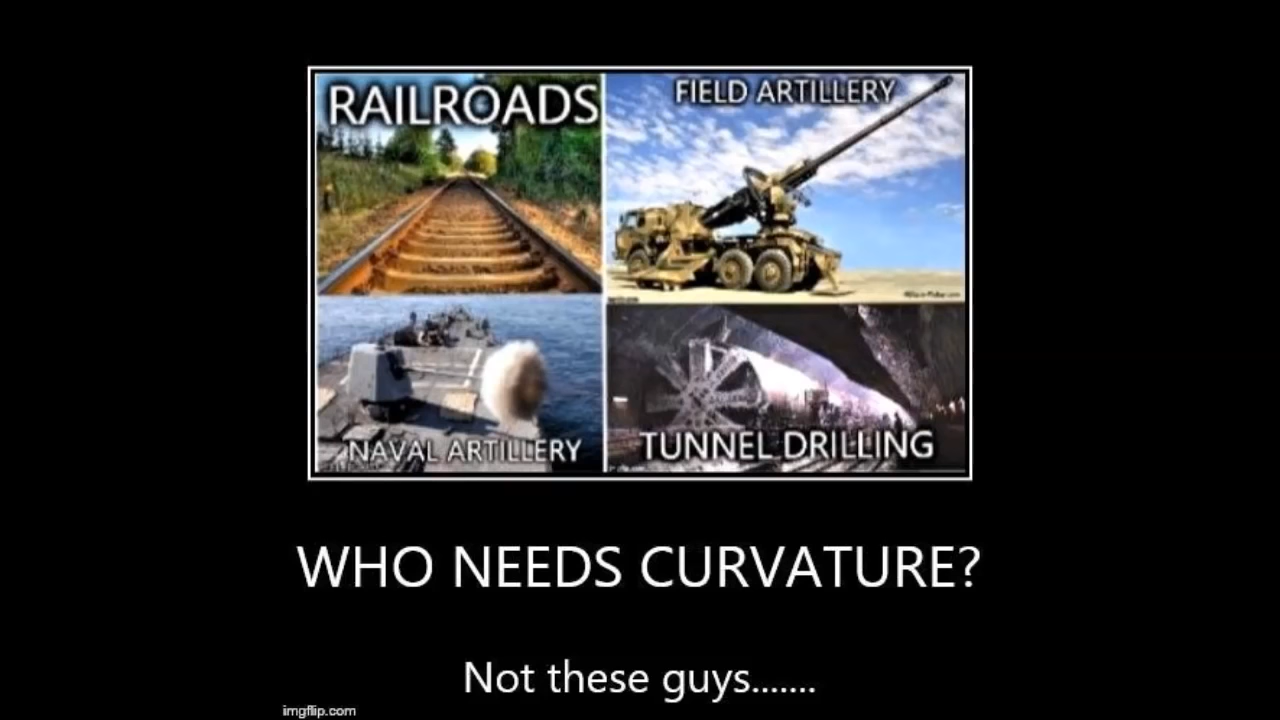 RAILROADS
FIELD ARTILLERY
NAVAL ARTILLERY
TUNNEL DRILLING
WHO NEEDS CURVATURE?
Not these guys.......
imgflip.com